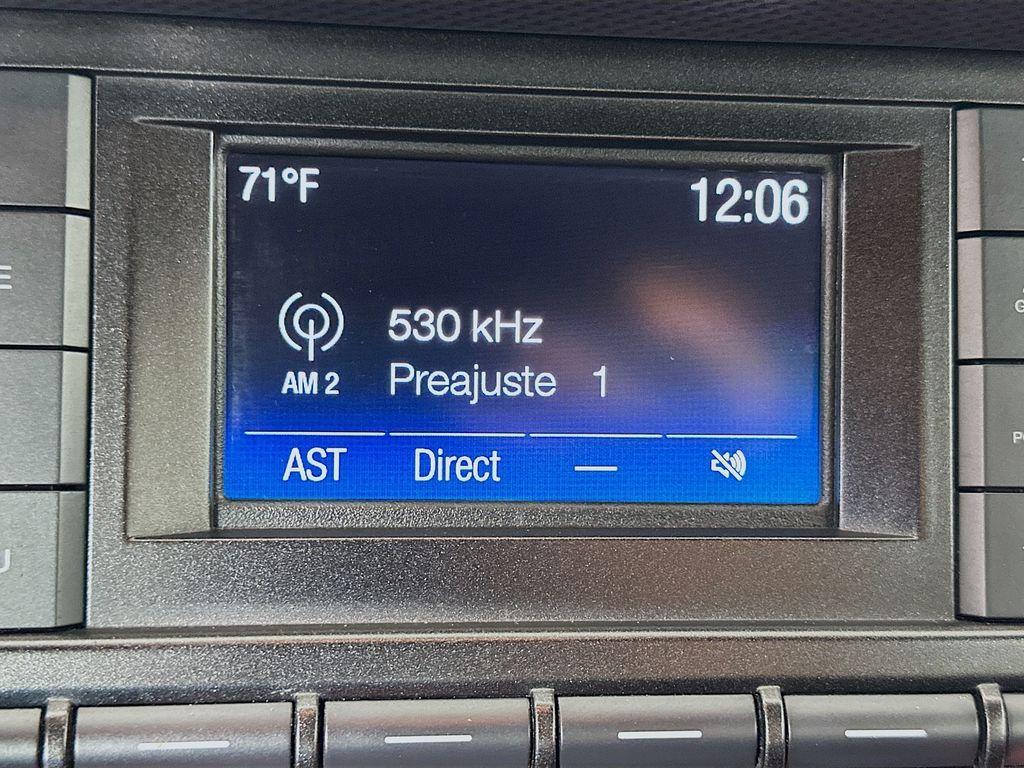 71°F
12:06
530 kHz
AM 2
Preajuste 1
AST Direct —